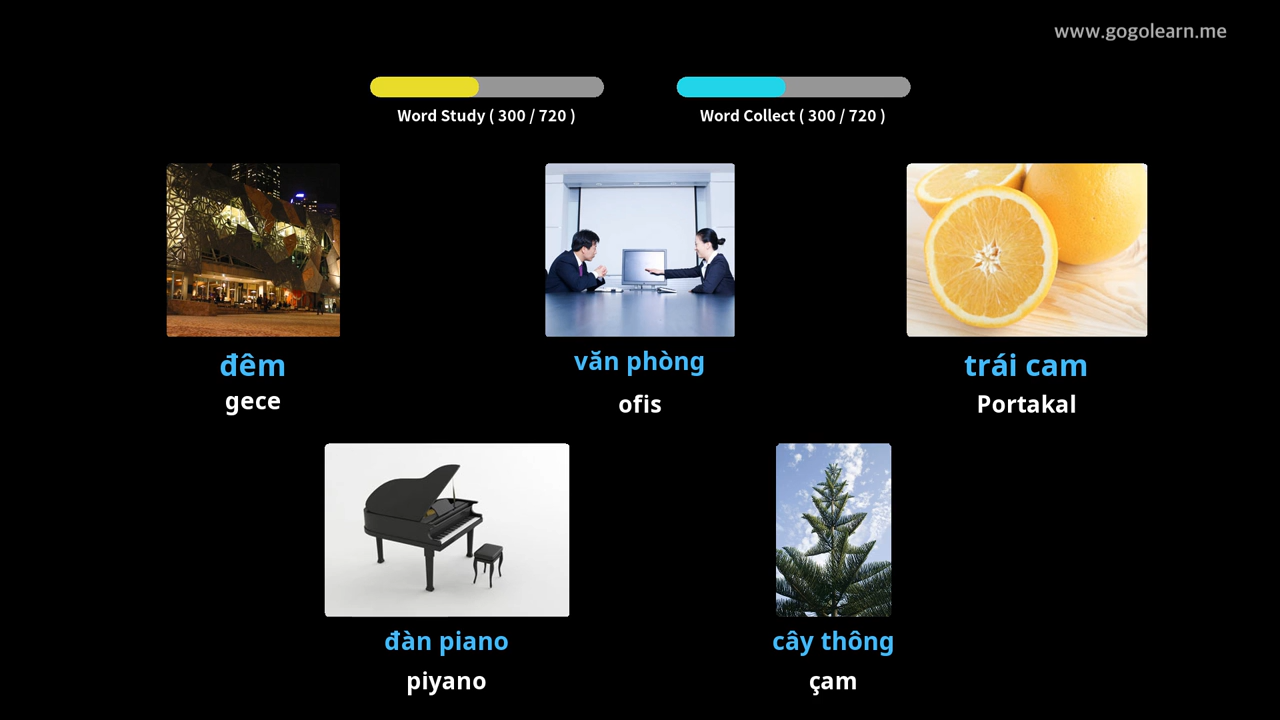 www.gogolearn.me
Word Study ( 300 / 720 )
Word Collect ( 300 / 720 )
đêm
gece
văn phòng
ofis
trái cam
Portakal
đàn piano
piyano
cây thông
çam